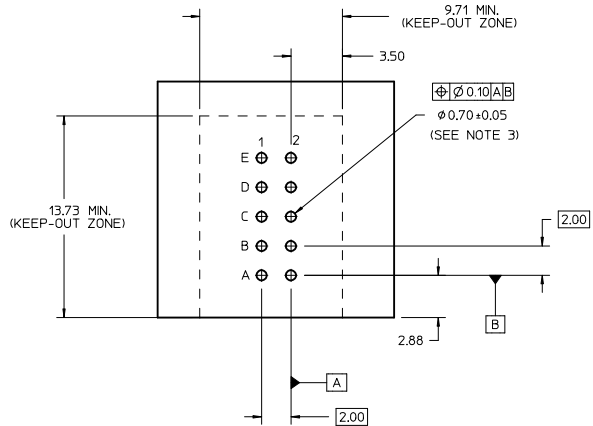 9.71 MIN.
(KEEP-OUT ZONE)
3.50
⌖ Ø 0.10 A B
Ø 0.70 ±0.05
(SEE NOTE 3)
1 2
E
D
C
B
A
13.73 MIN.
(KEEP-OUT ZONE)
2.00
B
2.88
A
2.00